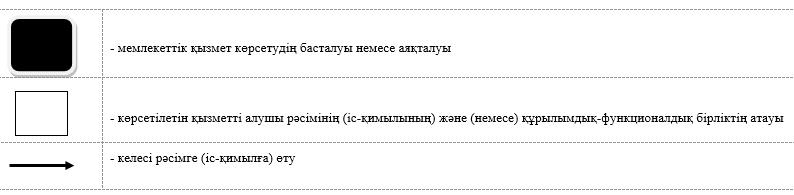 - мемлекеттік қызмет көрсетудің басталуы немесе аяқталуы
- көрсетілетін қызметті алушы рәсімінің (іс-қимылының) және (немесе) құрылымдық-функционалдық бірліктің атауы
- келесі рәсімге (іс-қимылға) өту